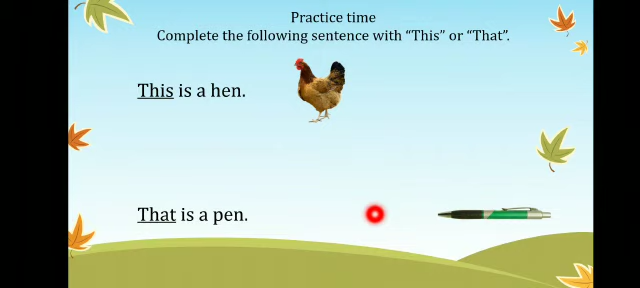 Practice time
Complete the following sentence with “This” or “That”.
This is a hen.
That is a pen.